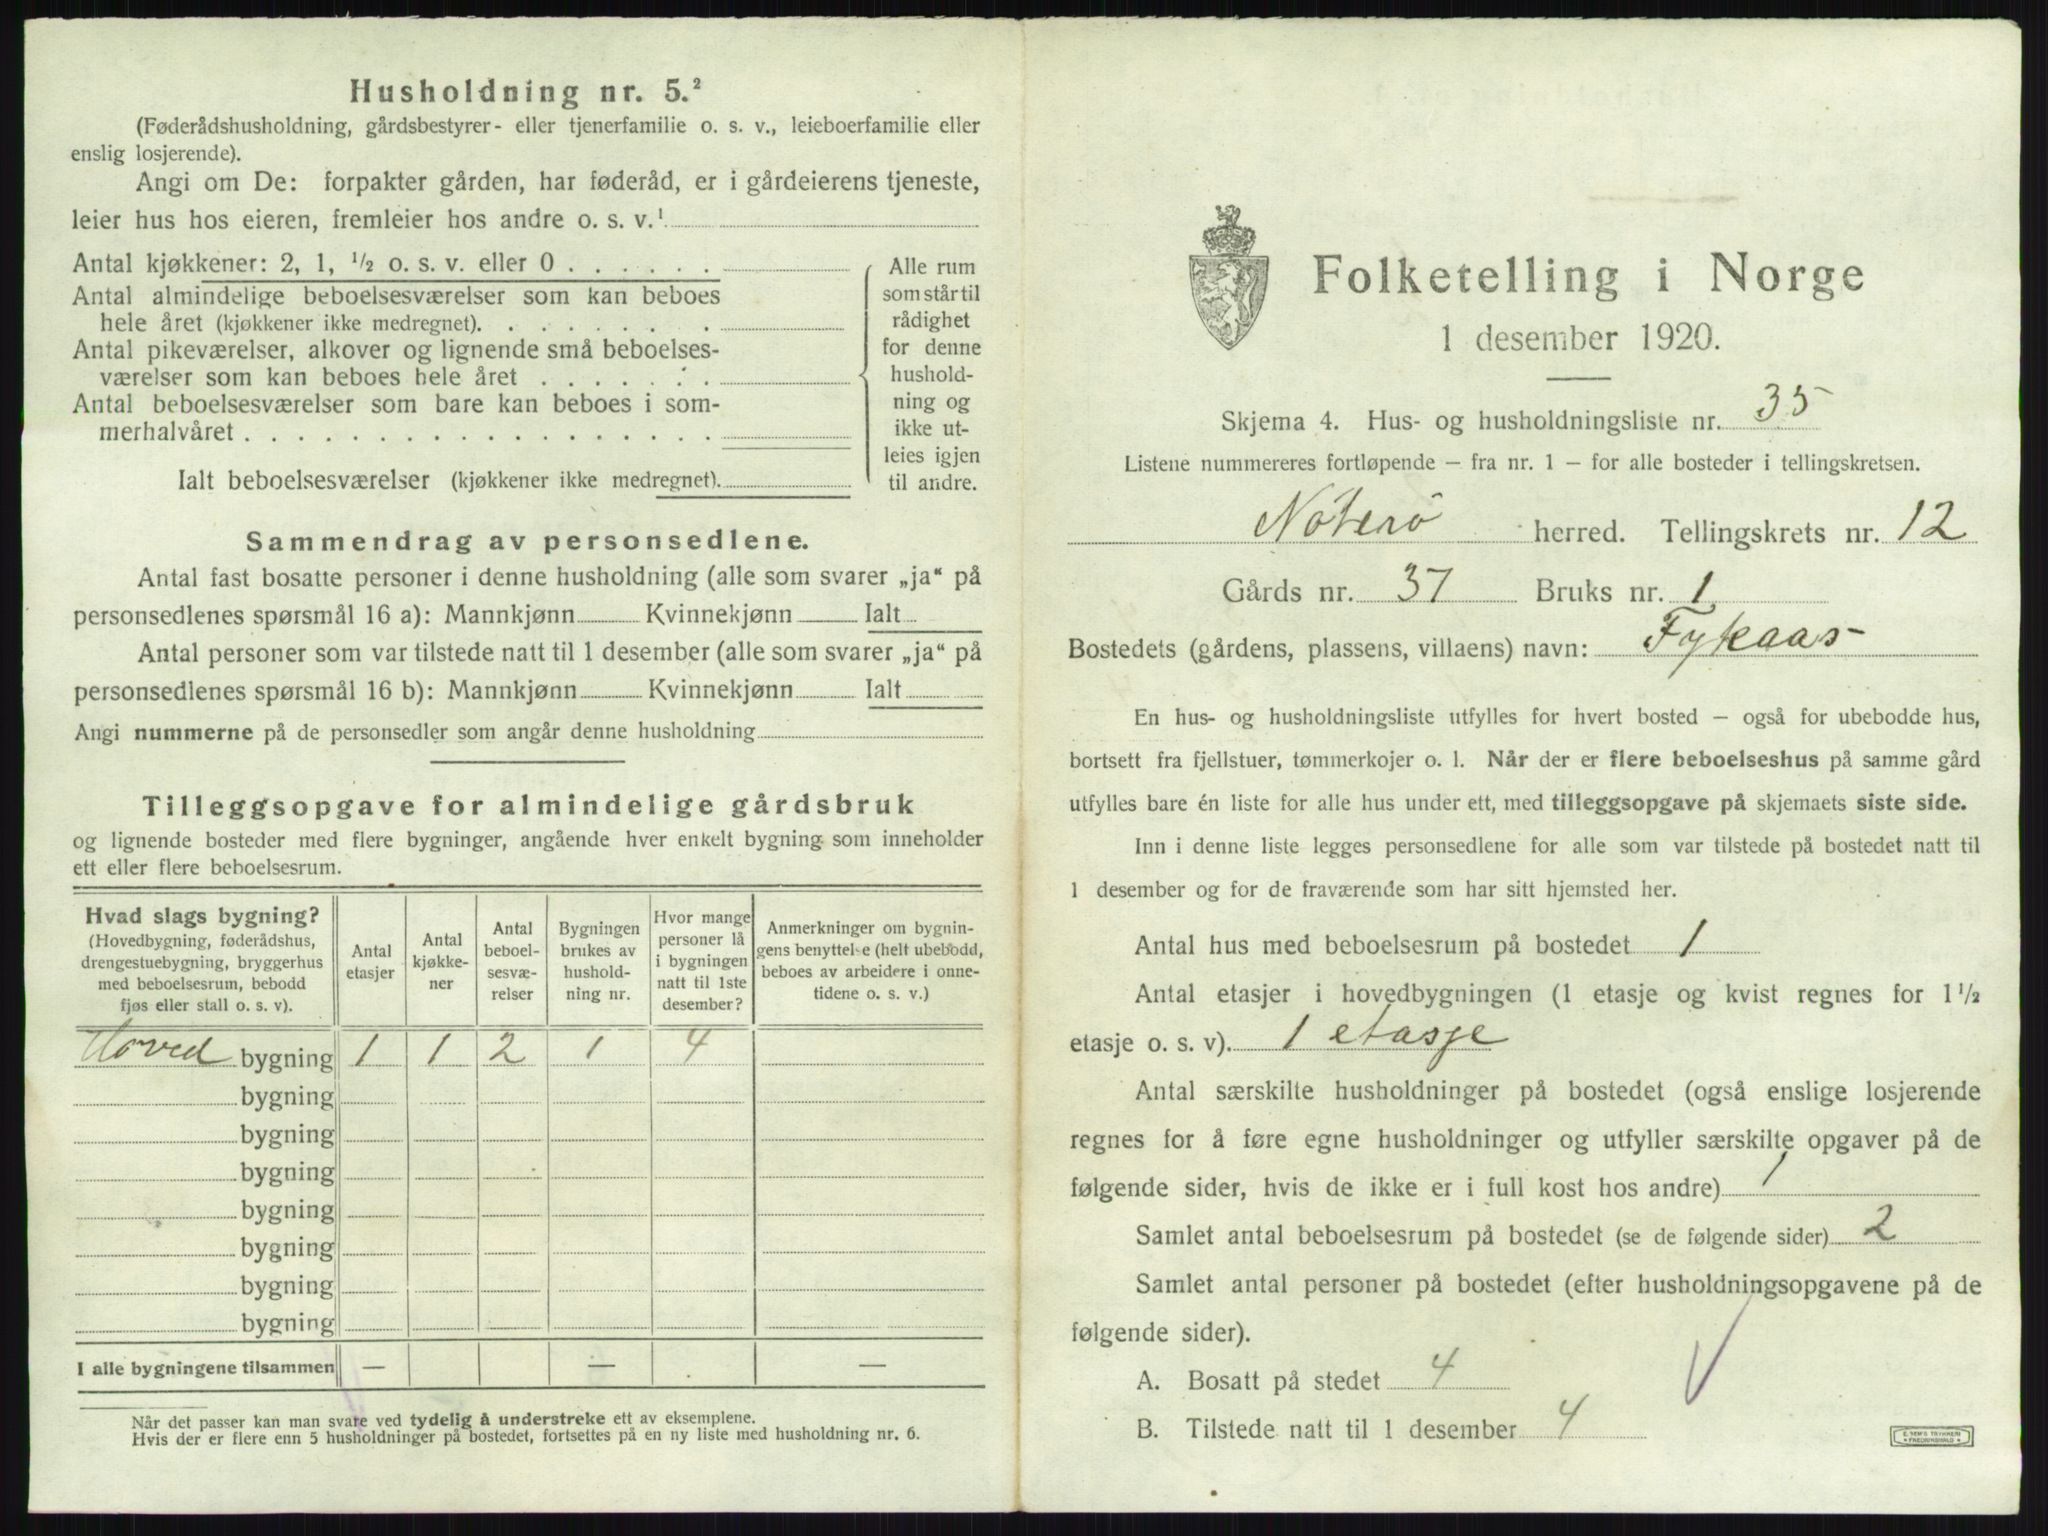 Husholdning nr. 5.²
(Føderådshusholdning, gårdsbestyrer- eller tjenerfamilie o. s. v., leieboerfamilie eller
enslig losjerende).
Angi om De: forpakter gården, har føderåd, er i gårdeierens tjeneste,
leier hus hos eieren, fremleier hos andre o. s. v.¹
Antal kjøkkener: 2, 1, ½ o. s. v. eller 0 . . . . . .
Antal almindelige beboelsesværelser som kan beboes
hele året (kjøkkener ikke medregnet). . . . . . . .
Antal pikeværelser, alkover og lignende små beboelses-
værelser som kan beboes hele året . . . . . . .
Antal beboelsesværelser som bare kan beboes i som-
merhalvåret . . . . . . . . . . . . . . . . . .
Ialt beboelsesværelser (kjøkkener ikke medregnet).
Alle rum
som står til
rådighet
for denne
hushold-
ning og
ikke ut-
leies igjen
til andre.
Sammendrag av personsedlene.
Antal fast bosatte personer i denne husholdning (alle som svarer „ja“ på
personsedlenes spørsmål 16 a): Mannkjønn Kvinnekjønn Ialt
Antal personer som var tilstede natt til 1 desember (alle som svarer „ja“ på
personsedlenes spørsmål 16 b): Mannkjønn Kvinnekjønn Ialt
Angi nummerne på de personsedler som angår denne husholdning
Tilleggsopgave for almindelige gårdsbruk
og lignende bosteder med flere bygninger, angående hver enkelt bygning som inneholder
ett eller flere beboelsesrum.
Hvad slags bygning?
(Hovedbygning, føderådshus,
drengestuebygning, bryggerhus
med beboelsesrum, bebodd
fjøs eller stall o. s. v).
Antal
etasjer
Antal
kjøkke-
ner
Antal
beboel-
sesvæ-
relser
Bygningen
brukes av
hushold-
ning nr.
Hvor mange
personer lå
i bygningen
natt til 1ste
desember?
Anmerkninger om bygnin-
gens benyttelse (helt ubebodd,
beboes av arbeidere i onne-
tidene o. s. v.)
Hoved bygning 1 1 2 1 4
bygning
bygning
bygning
bygning
bygning
bygning
bygning
I alle bygningene tilsammen — — —
Når det passer kan man svare ved tydelig å understreke ett av eksemplene.
Hvis der er flere enn 5 husholdninger på bostedet, fortsettes på en ny liste med husholdning nr. 6.
Folketelling i Norge
1 desember 1920.
Skjema 4. Hus- og husholdningsliste nr. 35
Listene nummereres fortløpende — fra nr. 1 — for alle bosteder i tellingskretsen.
Nøterø herred. Tellingskrets nr. 12
Gårds nr. 37 Bruks nr. 1
Bostedets (gårdens, plassens, villaens) navn: Fykaas
En hus- og husholdningsliste utfylles for hvert bosted — også for ubebodde hus,
bortsett fra fjellstuer, tømmerkojer o. l. Når der er flere beboelseshus på samme gård
utfylles bare én liste for alle hus under ett, med tilleggsopgave på skjemaets siste side.
Inn i denne liste legges personsedlene for alle som var tilstede på bostedet natt til
1 desember og for de fraværende som har sitt hjemsted her.
Antal hus med beboelsesrum på bostedet 1
Antal etasjer i hovedbygningen (1 etasje og kvist regnes for 1½
etasje o. s. v). 1 etasje
Antal særskilte husholdninger på bostedet (også enslige losjerende
regnes for å føre egne husholdninger og utfyller særskilte opgaver på de
følgende sider, hvis de ikke er i full kost hos andre) 1
Samlet antal beboelsesrum på bostedet (se de følgende sider) 2
Samlet antal personer på bostedet (efter husholdningsopgavene på de
følgende sider).
A. Bosatt på stedet 4
B. Tilstede natt til 1 desember 4
E. SEM'S TRYKKERI
FREDRIKSHALD